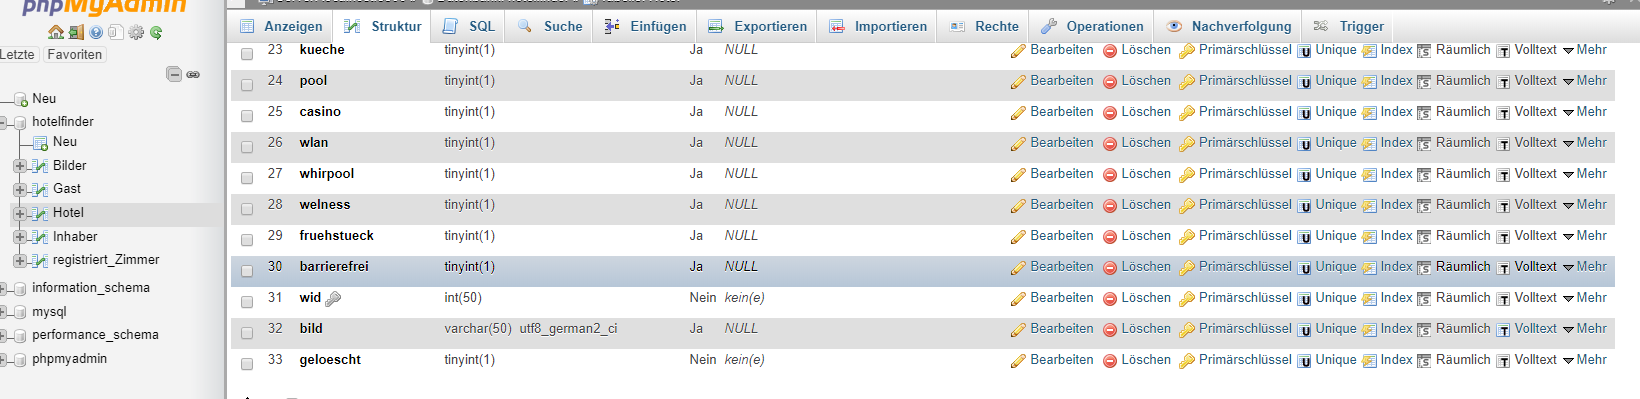 phpMyAdmin
Letzte Favoriten
Neu
hotelfinder
Neu
Bilder
Gast
Hotel
Inhaber
registriert_Zimmer
information_schema
mysql
performance_schema
phpmyadmin
Anzeigen Struktur SQL Suche Einfügen Exportieren Importieren Rechte Operationen Nachverfolgung Trigger
23 kueche tinyint(1) Ja NULL Bearbeiten Löschen Primärschlüssel Unique Index Räumlich Volltext Mehr
24 pool tinyint(1) Ja NULL Bearbeiten Löschen Primärschlüssel Unique Index Räumlich Volltext Mehr
25 casino tinyint(1) Ja NULL Bearbeiten Löschen Primärschlüssel Unique Index Räumlich Volltext Mehr
26 wlan tinyint(1) Ja NULL Bearbeiten Löschen Primärschlüssel Unique Index Räumlich Volltext Mehr
27 whirpool tinyint(1) Ja NULL Bearbeiten Löschen Primärschlüssel Unique Index Räumlich Volltext Mehr
28 welness tinyint(1) Ja NULL Bearbeiten Löschen Primärschlüssel Unique Index Räumlich Volltext Mehr
29 fruehstueck tinyint(1) Ja NULL Bearbeiten Löschen Primärschlüssel Unique Index Räumlich Volltext Mehr
30 barrierefrei tinyint(1) Ja NULL Bearbeiten Löschen Primärschlüssel Unique Index Räumlich Volltext Mehr
31 wid int(50) Nein kein(e) Bearbeiten Löschen Primärschlüssel Unique Index Räumlich Volltext Mehr
32 bild varchar(50) utf8_german2_ci Ja NULL Bearbeiten Löschen Primärschlüssel Unique Index Räumlich Volltext Mehr
33 geloescht tinyint(1) Nein kein(e) Bearbeiten Löschen Primärschlüssel Unique Index Räumlich Volltext Mehr